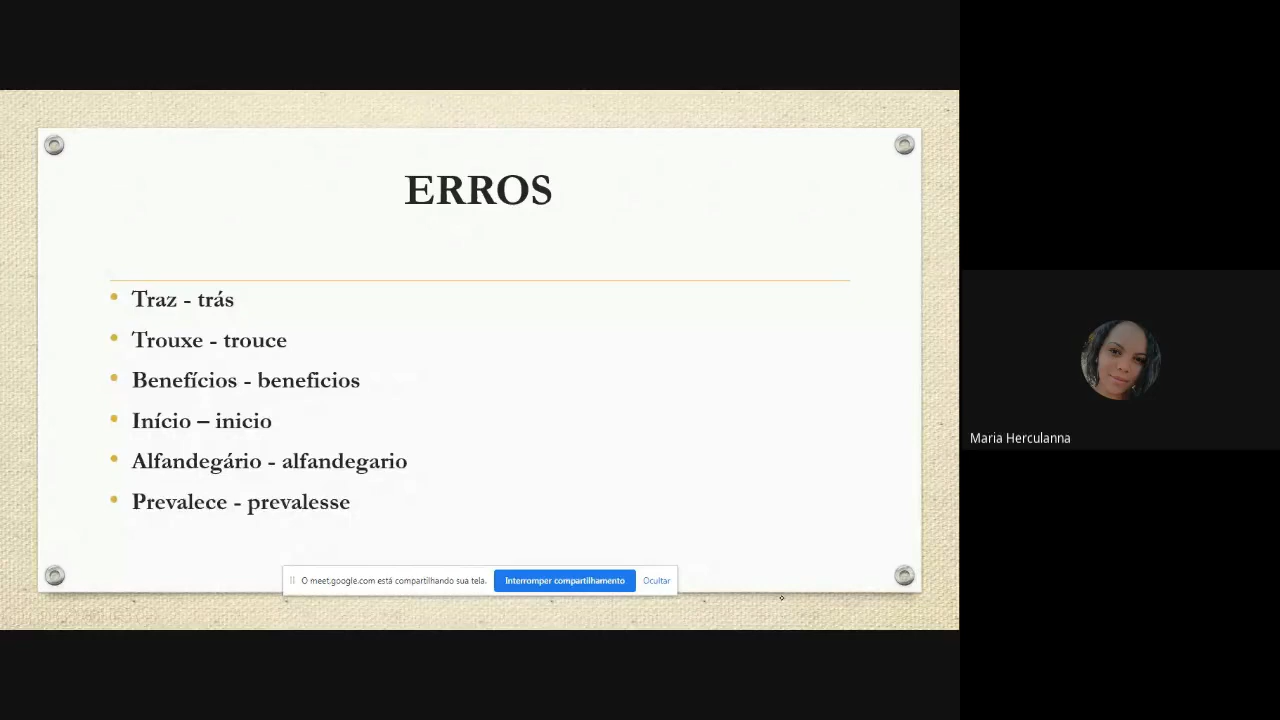 ERROS
Traz - trás
Trouxe - trouce
Benefícios - beneficios
Início – inicio
Alfandegário - alfandegario
Prevalece - prevalesse
O meet.google.com está compartilhando sua tela. Interromper compartilhamento Ocultar
Maria Herculanna